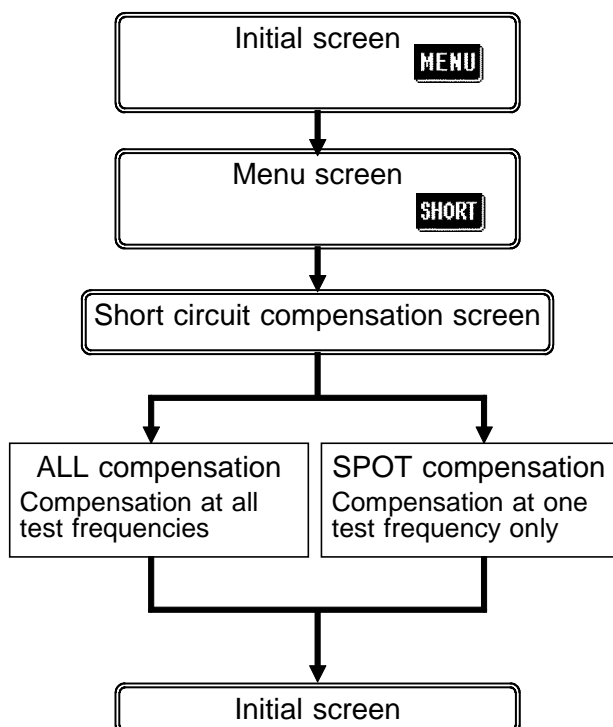 Initial screen
MENU
Menu screen
SHORT
Short circuit compensation screen
ALL compensation
Compensation at all
test frequencies
SPOT compensation
Compensation at one
test frequency only
Initial screen